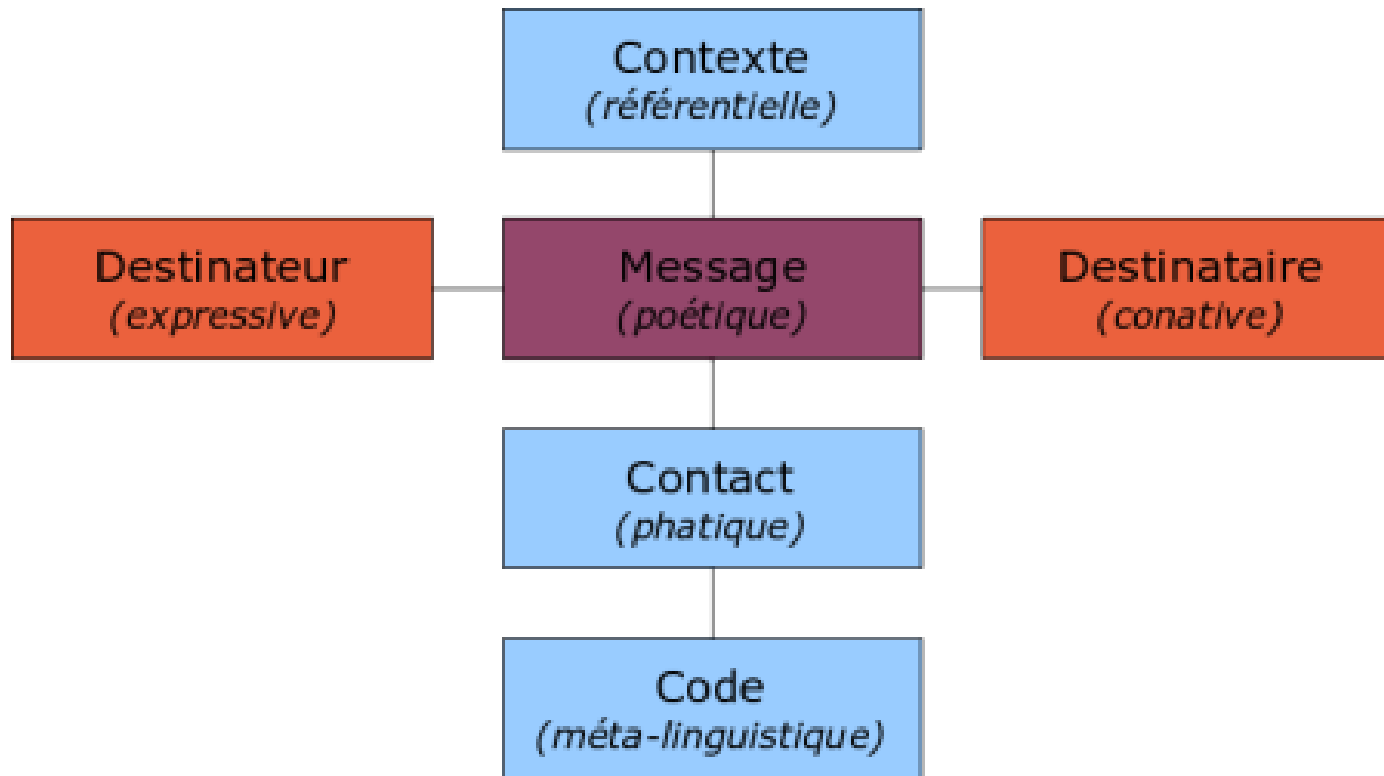 Contexte
(référentielle)
Destinateur
(expressive)
Message
(poétique)
Destinataire
(conative)
Contact
(phatique)
Code
(méta-linguistique)